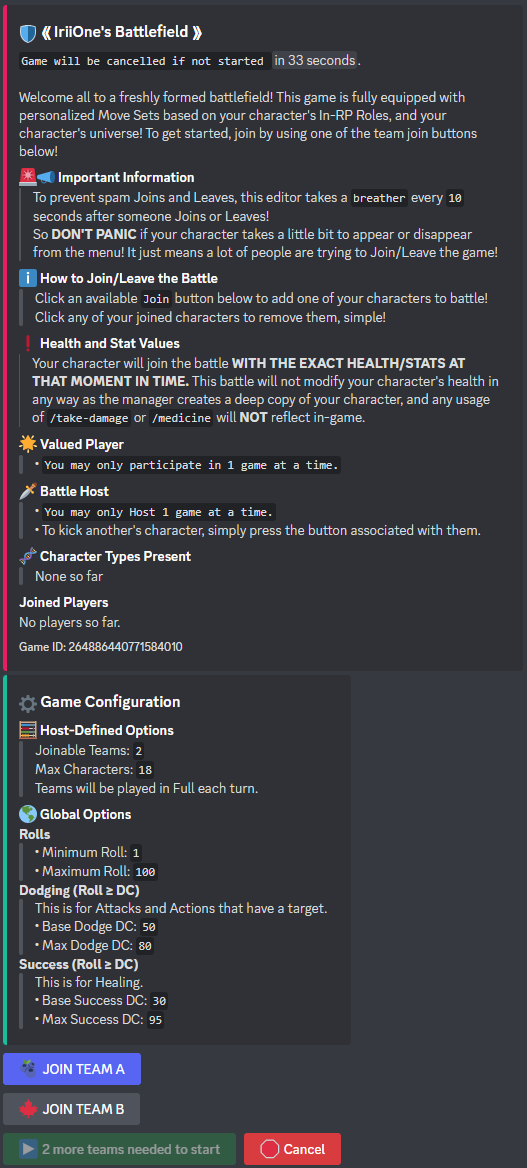 《 IriiOne's Battlefield 》
Game will be cancelled if not started in 33 seconds.
Welcome all to a freshly formed battlefield! This game is fully equipped with
personalized Move Sets based on your character's In-RP Roles, and your
character's universe! To get started, join by using one of the team join buttons
below!
Important Information
To prevent spam Joins and Leaves, this editor takes a breather every 10
seconds after someone Joins or Leaves!
So DON'T PANIC if your character takes a little bit to appear or disappear
from the menu! It just means a lot of people are trying to Join/Leave the game!
How to Join/Leave the Battle
Click an available Join button below to add one of your characters to battle!
Click any of your joined characters to remove them, simple!
Health and Stat Values
Your character will join the battle WITH THE EXACT HEALTH/STATS AT
THAT MOMENT IN TIME. This battle will not modify your character's health in
any way as the manager creates a deep copy of your character, and any usage
of /take-damage or /medicine will NOT reflect in-game.
Valued Player
• You may only participate in 1 game at a time.
Battle Host
• You may only Host 1 game at a time.
• To kick another's character, simply press the button associated with them.
Character Types Present
None so far
Joined Players
No players so far.
Game ID: 264886440771584010
Game Configuration
Host-Defined Options
Joinable Teams: 2
Max Characters: 18
Teams will be played in Full each turn.
Global Options
Rolls
• Minimum Roll: 1
• Maximum Roll: 100
Dodging (Roll ≥ DC)
This is for Attacks and Actions that have a target.
• Base Dodge DC: 50
• Max Dodge DC: 80
Success (Roll ≥ DC)
This is for Healing.
• Base Success DC: 30
• Max Success DC: 95
JOIN TEAM A
JOIN TEAM B
2 more teams needed to start
Cancel